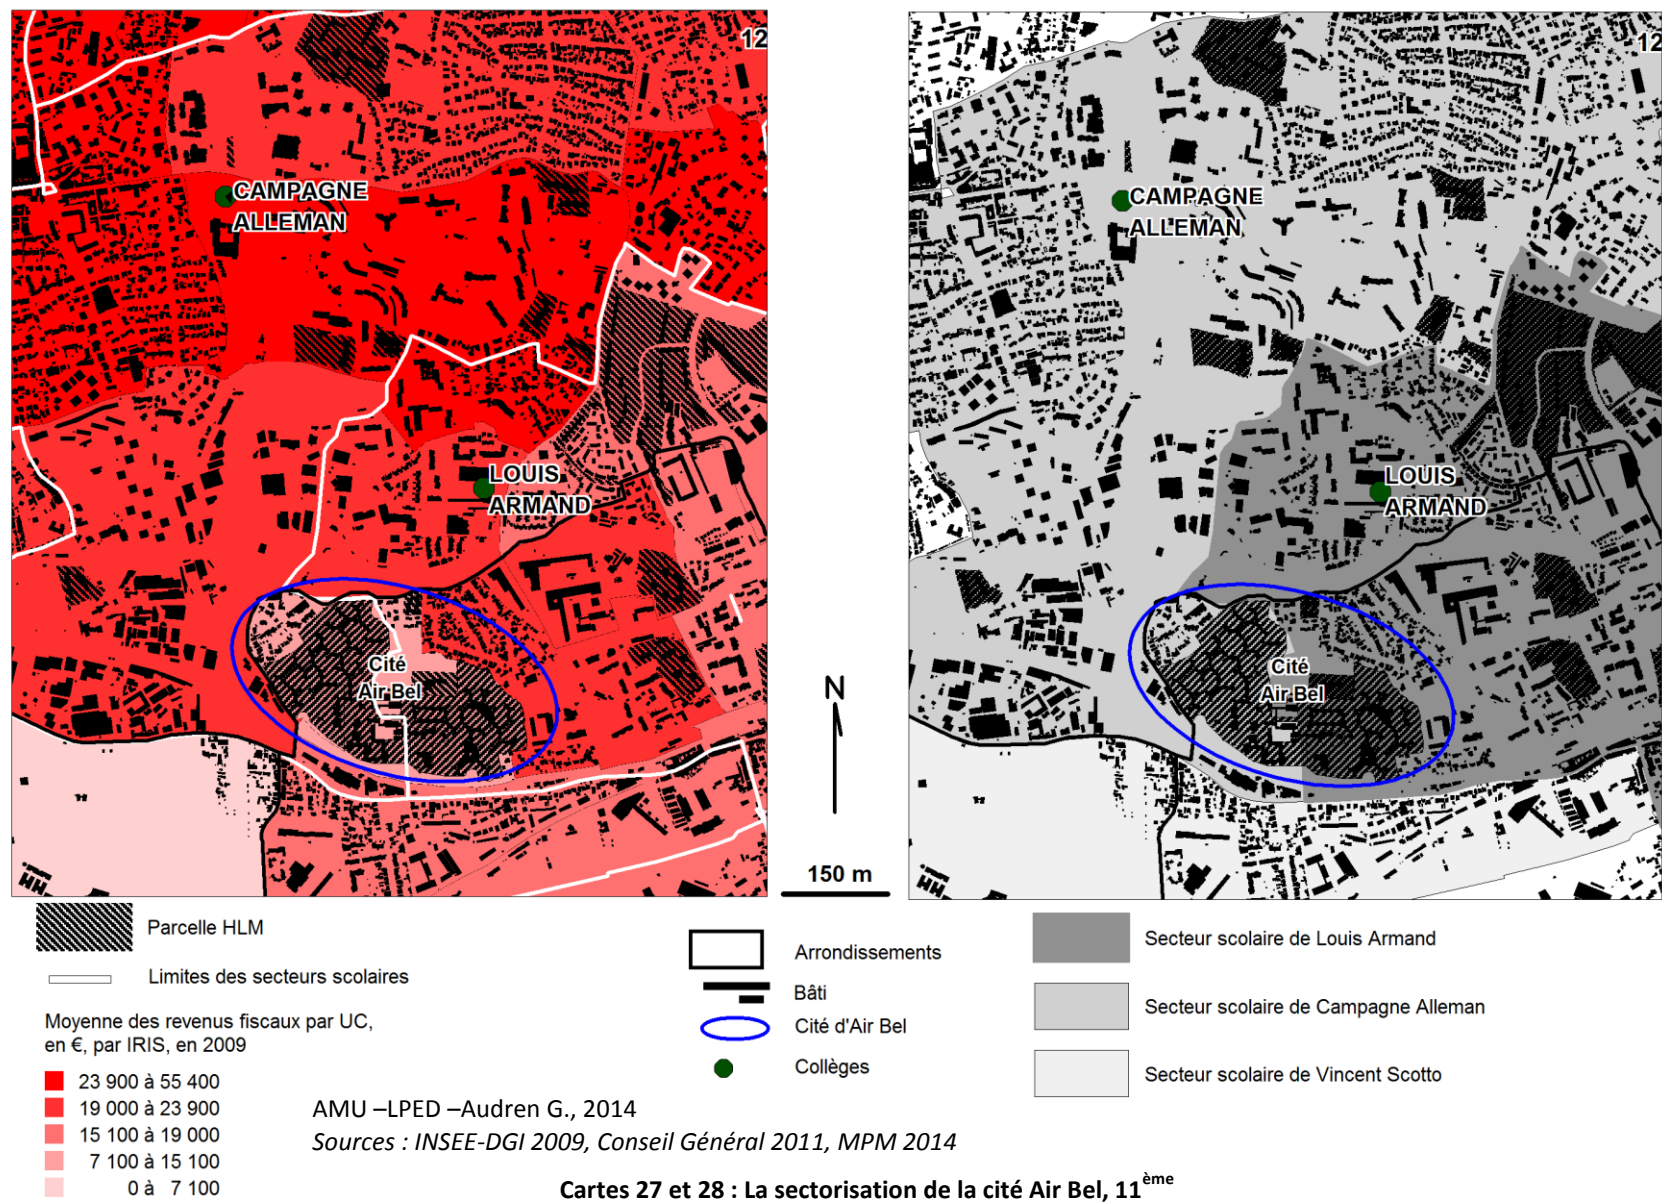 12
CAMPAGNE
ALLEMAN
LOUIS
ARMAND
Cité
Air Bel
N
150 m
12
CAMPAGNE
ALLEMAN
LOUIS
ARMAND
Cité
Air Bel
Parcelle HLM
Limites des secteurs scolaires
Moyenne des revenus fiscaux par UC,
en €, par IRIS, en 2009
23 900 à 55 400
19 000 à 23 900
15 100 à 19 000
7 100 à 15 100
0 à 7 100
Arrondissements
Bâti
Cité d'Air Bel
Collèges
Secteur scolaire de Louis Armand
Secteur scolaire de Campagne Alleman
Secteur scolaire de Vincent Scotto
AMU –LPED –Audren G., 2014
Sources : INSEE-DGI 2009, Conseil Général 2011, MPM 2014
Cartes 27 et 28 : La sectorisation de la cité Air Bel, 11ème